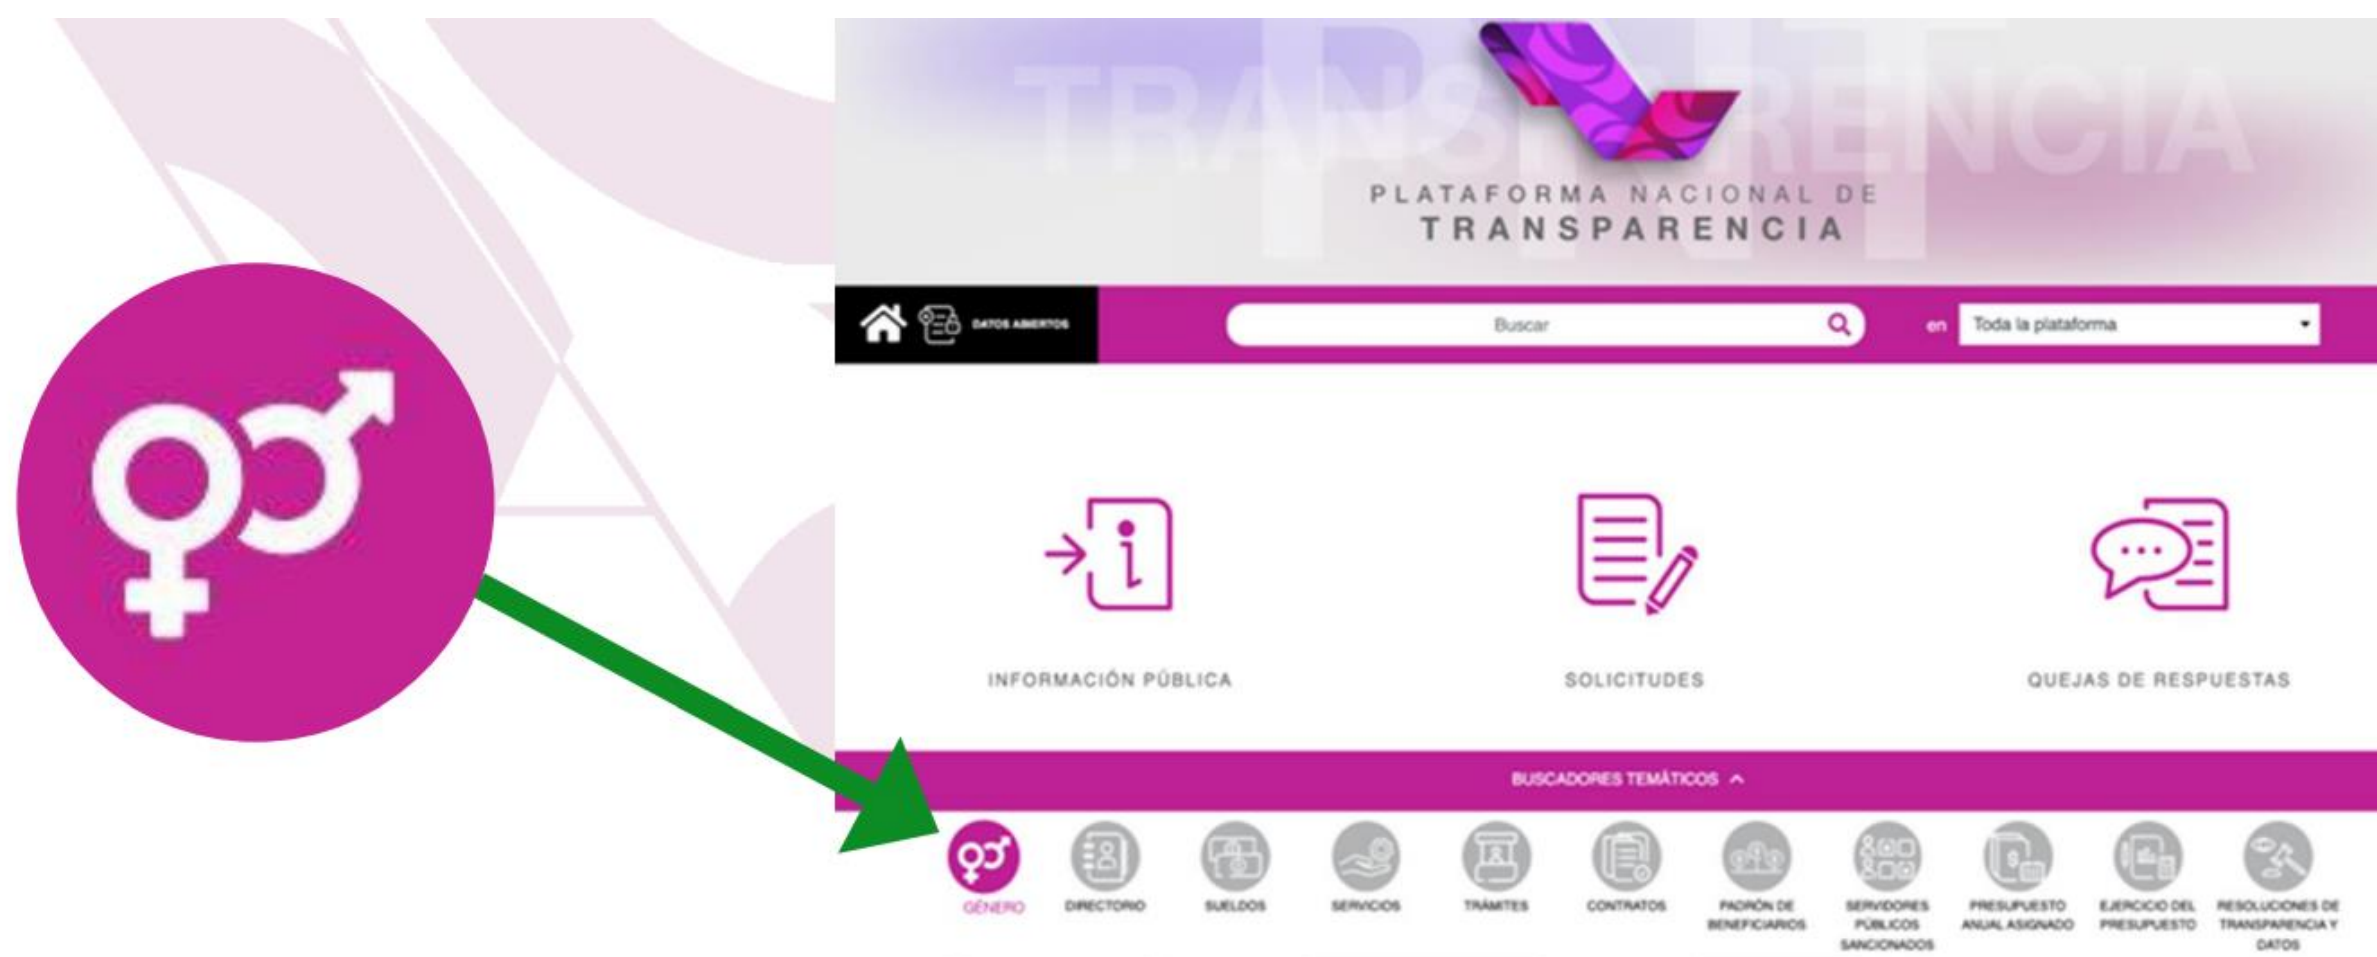 PNT
TRANSPARENCIA
PLATAFORMA NACIONAL DE
TRANSPARENCIA
DATOS ABIERTOS
Buscar
en
Toda la plataforma
INFORMACIÓN PÚBLICA
SOLICITUDES
QUEJAS DE RESPUESTAS
BUSCADORES TEMÁTICOS
GÉNERO
DIRECTORIO
SUELDOS
SERVICIOS
TRÁMITES
CONTRATOS
PADRÓN DE
BENEFICIARIOS
SERVIDORES
PÚBLICOS
SANCIONADOS
PRESUPUESTO
ANUAL ASIGNADO
EJERCICIO DEL
PRESUPUESTO
RESOLUCIONES DE
TRANSPARENCIA Y
DATOS